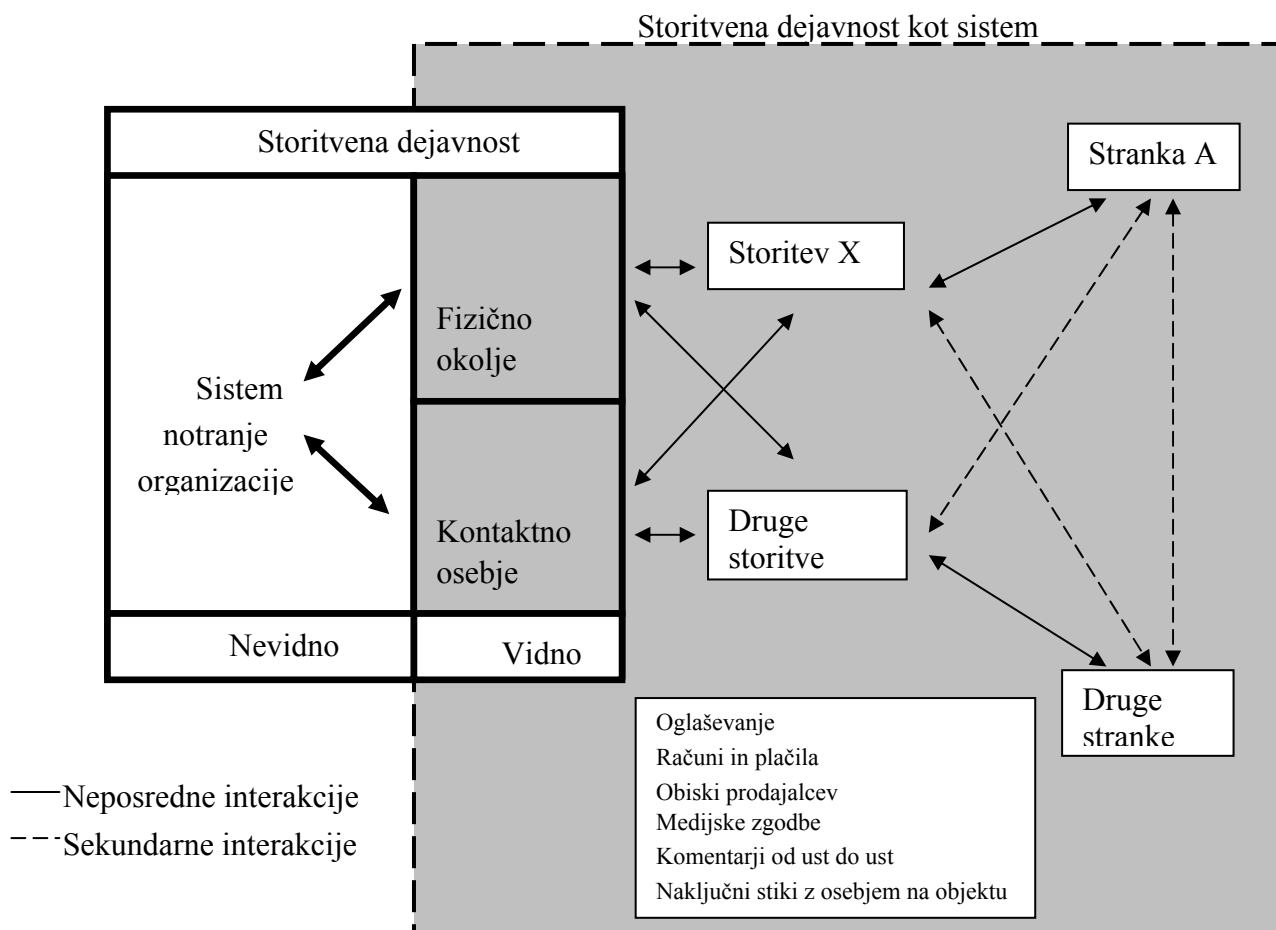 Storitvena dejavnost kot sistem
Storitvena dejavnost
Stranka A
Storitev X
Fizično
okolje
Sistem
notranje
organizacije
Kontaktno
osebje
Druge
storitve
Nevidno
Vidno
Druge
stranke
Oglaševanje
Računi in plačila
Obiski prodajalcev
Medijske zgodbe
Komentarji od ust do ust
Naključni stiki z osebjem na objektu
Neposredne interakcije
Sekundarne interakcije